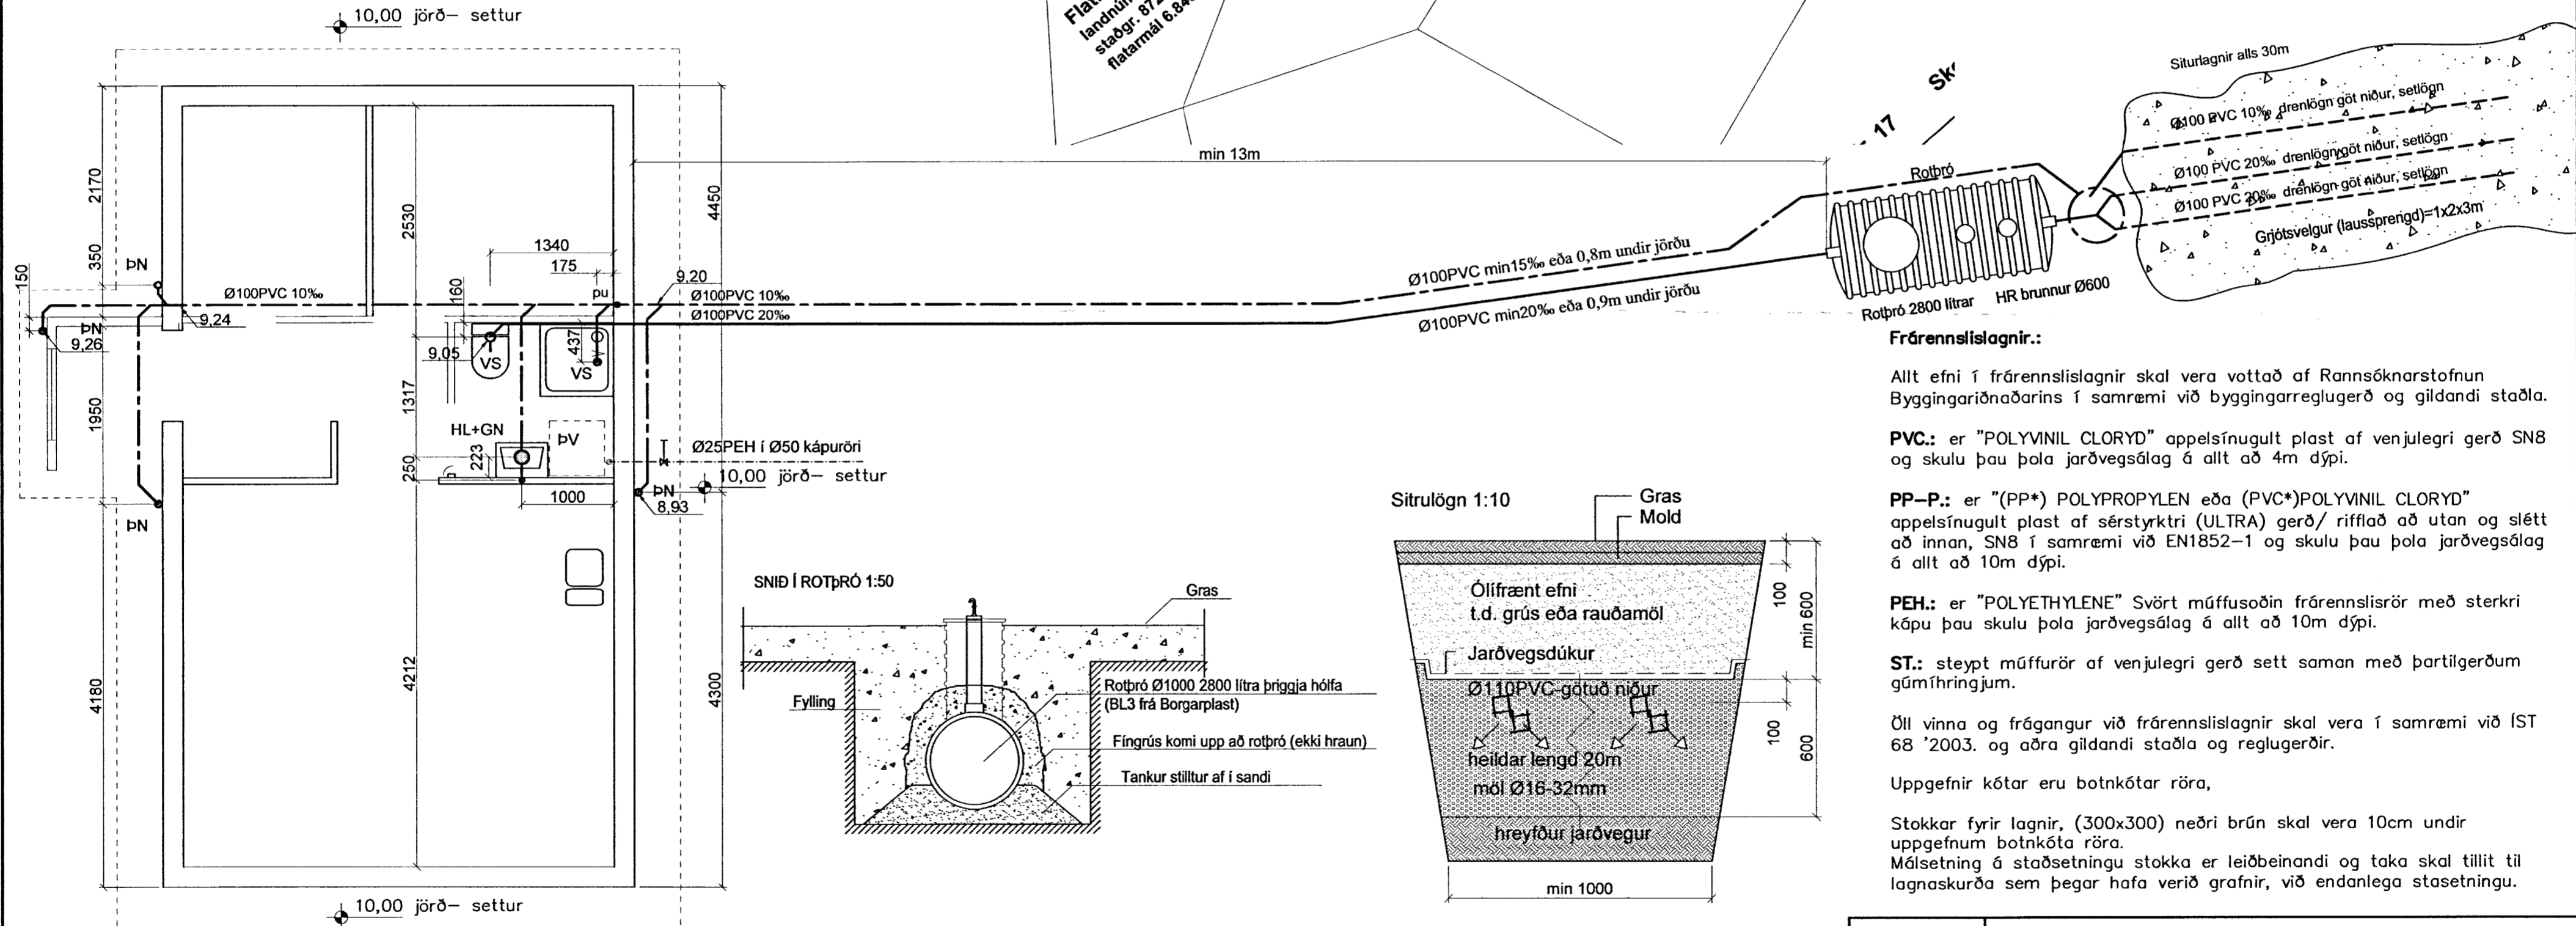 10,00 jörð– settur
2170
350
150
1950
4180
ÞN
Ø100PVC 10‰
9,24
ÞN
9,26
ÞN
2530
1340
175
160
pu
9,20
Ø100PVC 10‰
Ø100PVC 20‰
4450
9,05
VS
437
VS
1317
HL+GN
ÞV
223
250
1000
Ø25PEH í Ø50 kápuröri
10,00 jörð– settur
ÞN
8,93
4212
4300
10,00 jörð– settur
landnúm
staðgr. 872
flatarmál 6.84
17
min 13m
Ø100PVC min15‰ eða 0,8m undir jörðu
Ø100PVC min20‰ eða 0,9m undir jörðu
Rotþró
Rotþró 2800 lítrar
HR brunnur Ø600
Siturlagnir alls 30m
Ø100 PVC 10‰ drenlögn göt niður, setlögn
Ø100 PVC 20‰ drenlögn göt niður, setlögn
Ø100 PVC 20‰ drenlögn göt niður, setlögn
Grjótsvelgur (laussprengd)=1x2x3m
SNIÐ Í ROTÞRÓ 1:50
Gras
Fylling
Rotþró Ø1000 2800 lítra þriggja hólfa
(BL3 frá Borgarplast)
Fíngrús komi upp að rotþró (ekki hraun)
Tankur stilltur af í sandi
Sitrulögn 1:10
Gras
Mold
Ólífrænt efni
t.d. grús eða rauðamöl
Jarðvegsdúkur
Ø110PVC-götuð niður
heildar lengd 20m
möl Ø16-32mm
hreyfður jarðvegur
min 1000
100
min 600
100
600
Frárennslislagnir.:
Allt efni í frárennslislagnir skal vera vottað af Rannsóknarstofnun
Byggingariðnaðarins í samræmi við byggingarreglugerð og gildandi staðla.
PVC.: er "POLYVINIL CLORYD" appelsínugult plast af venjulegri gerð SN8
og skulu þau þola jarðvegsálag á allt að 4m dýpi.
PP–P.: er "(PP*) POLYPROPYLEN eða (PVC*)POLYVINIL CLORYD"
appelsínugult plast af sérstyrktri (ULTRA) gerð/ rifflað að utan og slétt
að innan, SN8 í samræmi við EN1852–1 og skulu þau þola jarðvegsálag
á allt að 10m dýpi.
PEH.: er "POLYETHYLENE" Svört múffusoðin frárennslisrör með sterkri
kápu þau skulu þola jarðvegsálag á allt að 10m dýpi.
ST.: steypt múffurör af venjulegri gerð sett saman með þartilgerðum
gúmíhringjum.
Öll vinna og frágangur við frárennslislagnir skal vera í samræmi við ÍST
68 '2003. og aðra gildandi staðla og reglugerðir.
Uppgefnir kótar eru botnkótar röra,
Stokkar fyrir lagnir, (300x300) neðri brún skal vera 10cm undir
uppgefnum botnkóta röra.
Málsetning á staðsetningu stokka er leiðbeinandi og taka skal tillit til
lagnaskurða sem þegar hafa verið grafnir, við endanlega stasetningu.